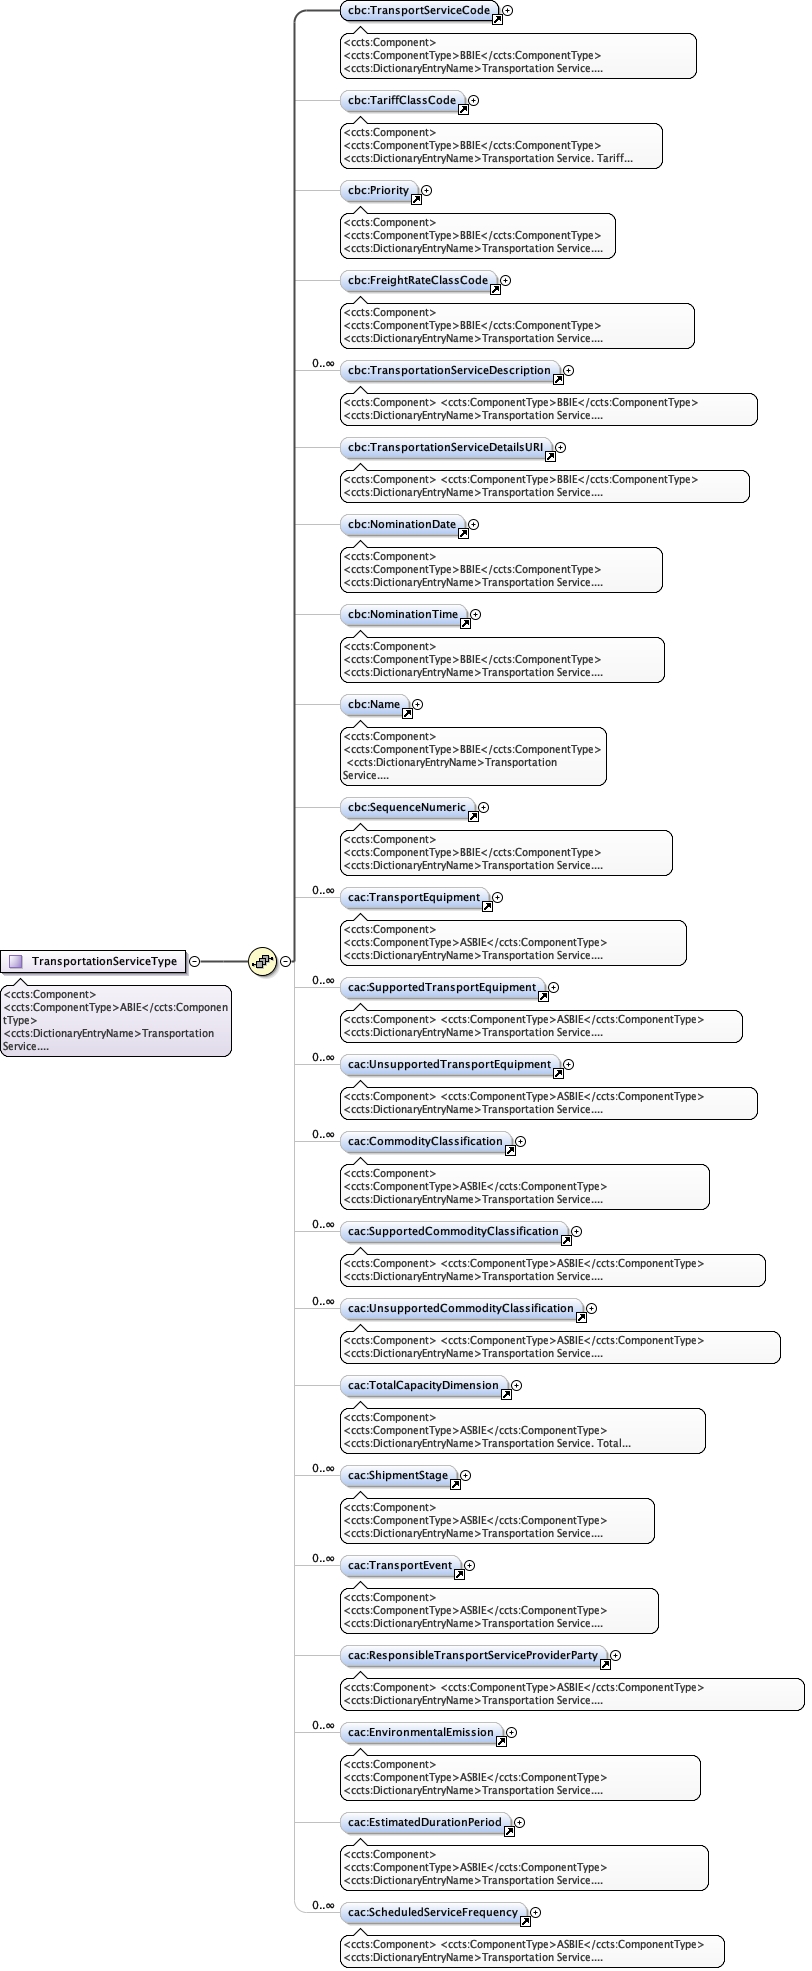 cbc:TransportServiceCode
<ccts:Component>
<ccts:ComponentType>BBIE</ccts:ComponentType>
<ccts:DictionaryEntryName>Transportation Service....
cbc:TariffClassCode
<ccts:Component>
<ccts:ComponentType>BBIE</ccts:ComponentType>
<ccts:DictionaryEntryName>Transportation Service. Tariff...
cbc:Priority
<ccts:Component>
<ccts:ComponentType>BBIE</ccts:ComponentType>
<ccts:DictionaryEntryName>Transportation Service....
cbc:FreightRateClassCode
<ccts:Component>
<ccts:ComponentType>BBIE</ccts:ComponentType>
<ccts:DictionaryEntryName>Transportation Service....
0..∞
cbc:TransportationServiceDescription
<ccts:Component> <ccts:ComponentType>BBIE</ccts:ComponentType>
<ccts:DictionaryEntryName>Transportation Service....
cbc:TransportationServiceDetailsURI
<ccts:Component> <ccts:ComponentType>BBIE</ccts:ComponentType>
<ccts:DictionaryEntryName>Transportation Service....
cbc:NominationDate
<ccts:Component>
<ccts:ComponentType>BBIE</ccts:ComponentType>
<ccts:DictionaryEntryName>Transportation Service....
cbc:NominationTime
<ccts:Component>
<ccts:ComponentType>BBIE</ccts:ComponentType>
<ccts:DictionaryEntryName>Transportation Service....
cbc:Name
<ccts:Component>
<ccts:ComponentType>BBIE</ccts:ComponentType>
<ccts:DictionaryEntryName>Transportation
Service....
cbc:SequenceNumeric
<ccts:Component>
<ccts:ComponentType>BBIE</ccts:ComponentType>
<ccts:DictionaryEntryName>Transportation Service....
0..∞
cac:TransportEquipment
<ccts:Component>
<ccts:ComponentType>ASBIE</ccts:ComponentType>
<ccts:DictionaryEntryName>Transportation Service....
TransportationServiceType
<ccts:Component>
<ccts:ComponentType>ABIE</ccts:Componen
tType>
<ccts:DictionaryEntryName>Transportation
Service....
0..∞
cac:SupportedTransportEquipment
<ccts:Component> <ccts:ComponentType>ASBIE</ccts:ComponentType>
<ccts:DictionaryEntryName>Transportation Service....
0..∞
cac:UnsupportedTransportEquipment
<ccts:Component> <ccts:ComponentType>ASBIE</ccts:ComponentType>
<ccts:DictionaryEntryName>Transportation Service....
0..∞
cac:CommodityClassification
<ccts:Component>
<ccts:ComponentType>ASBIE</ccts:ComponentType>
<ccts:DictionaryEntryName>Transportation Service....
0..∞
cac:SupportedCommodityClassification
<ccts:Component> <ccts:ComponentType>ASBIE</ccts:ComponentType>
<ccts:DictionaryEntryName>Transportation Service....
0..∞
cac:UnsupportedCommodityClassification
<ccts:Component> <ccts:ComponentType>ASBIE</ccts:ComponentType>
<ccts:DictionaryEntryName>Transportation Service....
cac:TotalCapacityDimension
<ccts:Component>
<ccts:ComponentType>ASBIE</ccts:ComponentType>
<ccts:DictionaryEntryName>Transportation Service. Total...
0..∞
cac:ShipmentStage
<ccts:Component>
<ccts:ComponentType>ASBIE</ccts:ComponentType>
<ccts:DictionaryEntryName>Transportation Service....
0..∞
cac:TransportEvent
<ccts:Component>
<ccts:ComponentType>ASBIE</ccts:ComponentType>
<ccts:DictionaryEntryName>Transportation Service....
cac:ResponsibleTransportServiceProviderParty
<ccts:Component> <ccts:ComponentType>ASBIE</ccts:ComponentType>
<ccts:DictionaryEntryName>Transportation Service....
0..∞
cac:EnvironmentalEmission
<ccts:Component>
<ccts:ComponentType>ASBIE</ccts:ComponentType>
<ccts:DictionaryEntryName>Transportation Service....
cac:EstimatedDurationPeriod
<ccts:Component>
<ccts:ComponentType>ASBIE</ccts:ComponentType>
<ccts:DictionaryEntryName>Transportation Service....
0..∞
cac:ScheduledServiceFrequency
<ccts:Component> <ccts:ComponentType>ASBIE</ccts:ComponentType>
<ccts:DictionaryEntryName>Transportation Service....